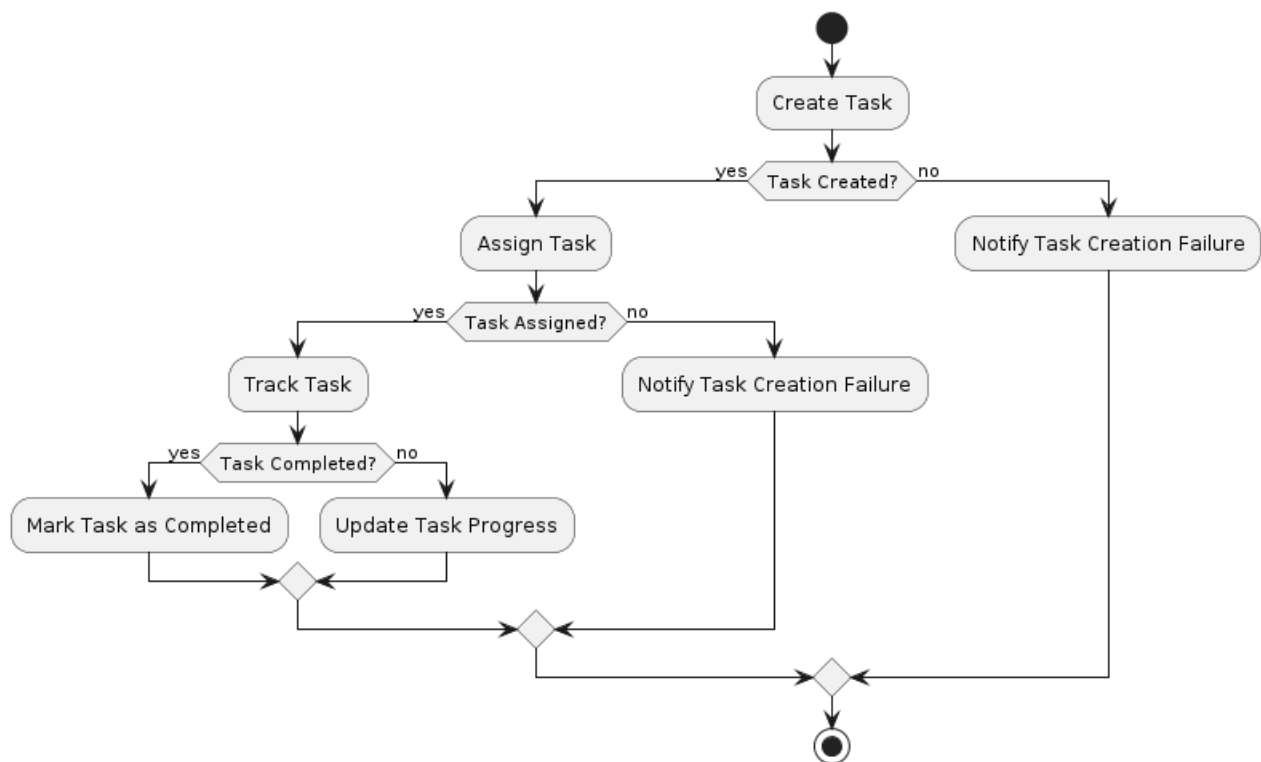 Create Task
yes
Task Created?
no
Assign Task
Notify Task Creation Failure
yes
Task Assigned?
no
Track Task
Notify Task Creation Failure
yes
Task Completed?
no
Mark Task as Completed
Update Task Progress